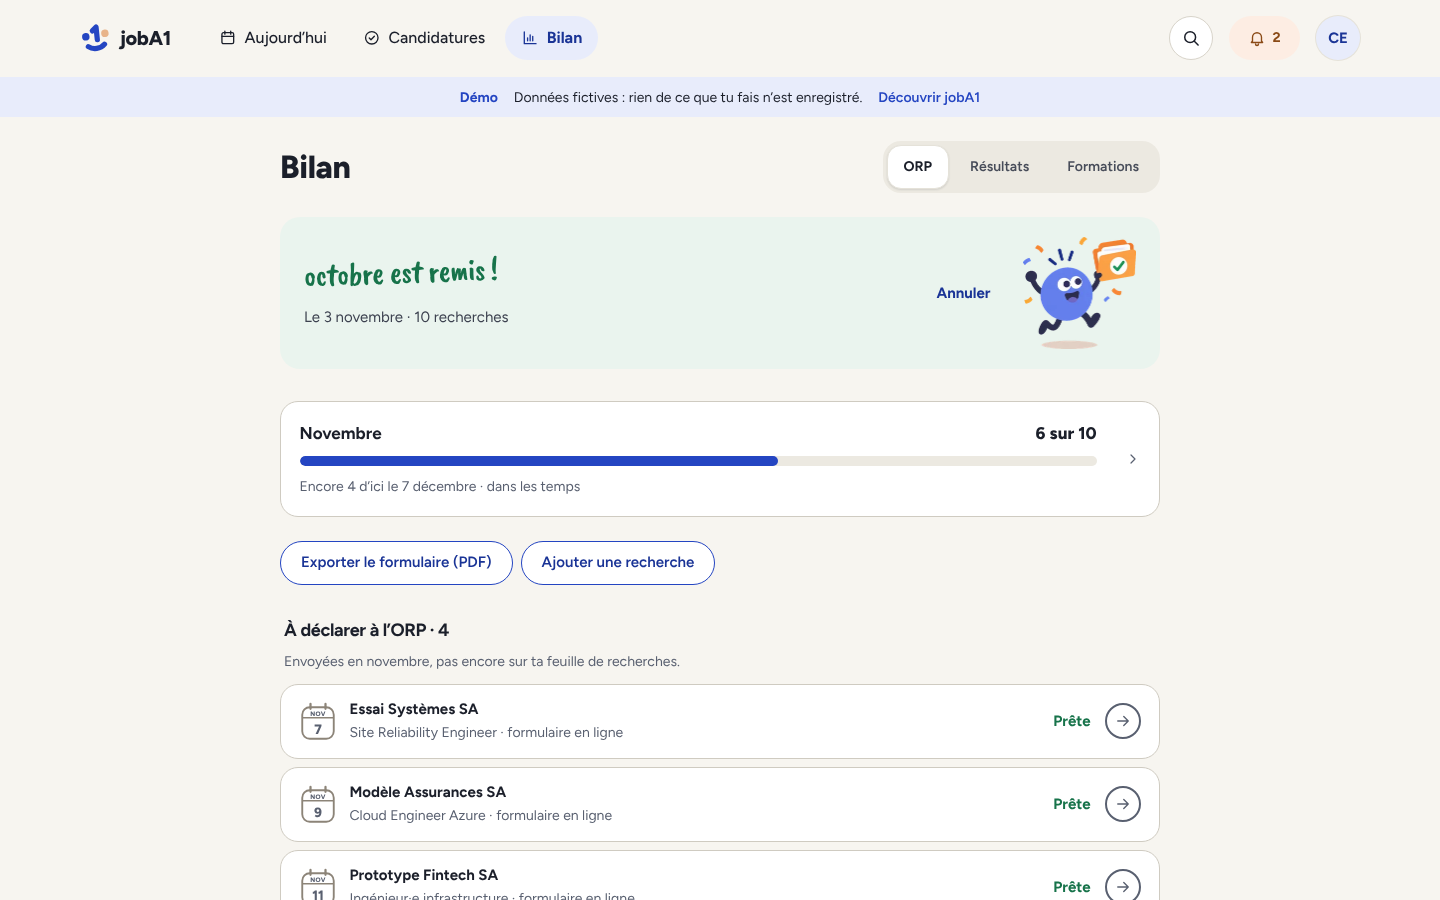 jobA1
Aujourd’hui
Candidatures
Bilan
2
CE
Démo Données fictives : rien de ce que tu fais n’est enregistré. Découvrir jobA1
Bilan
ORP
Résultats
Formations
octobre est remis !
Le 3 novembre · 10 recherches
Annuler
Novembre
6 sur 10
Encore 4 d’ici le 7 décembre · dans les temps
Exporter le formulaire (PDF)
Ajouter une recherche
À déclarer à l’ORP · 4
Envoyées en novembre, pas encore sur ta feuille de recherches.
NOV
7
Essai Systèmes SA
Site Reliability Engineer · formulaire en ligne
Prête
NOV
9
Modèle Assurances SA
Cloud Engineer Azure · formulaire en ligne
Prête
NOV
11
Prototype Fintech SA
Ingénieur·e infrastructure · formulaire en ligne
Prête